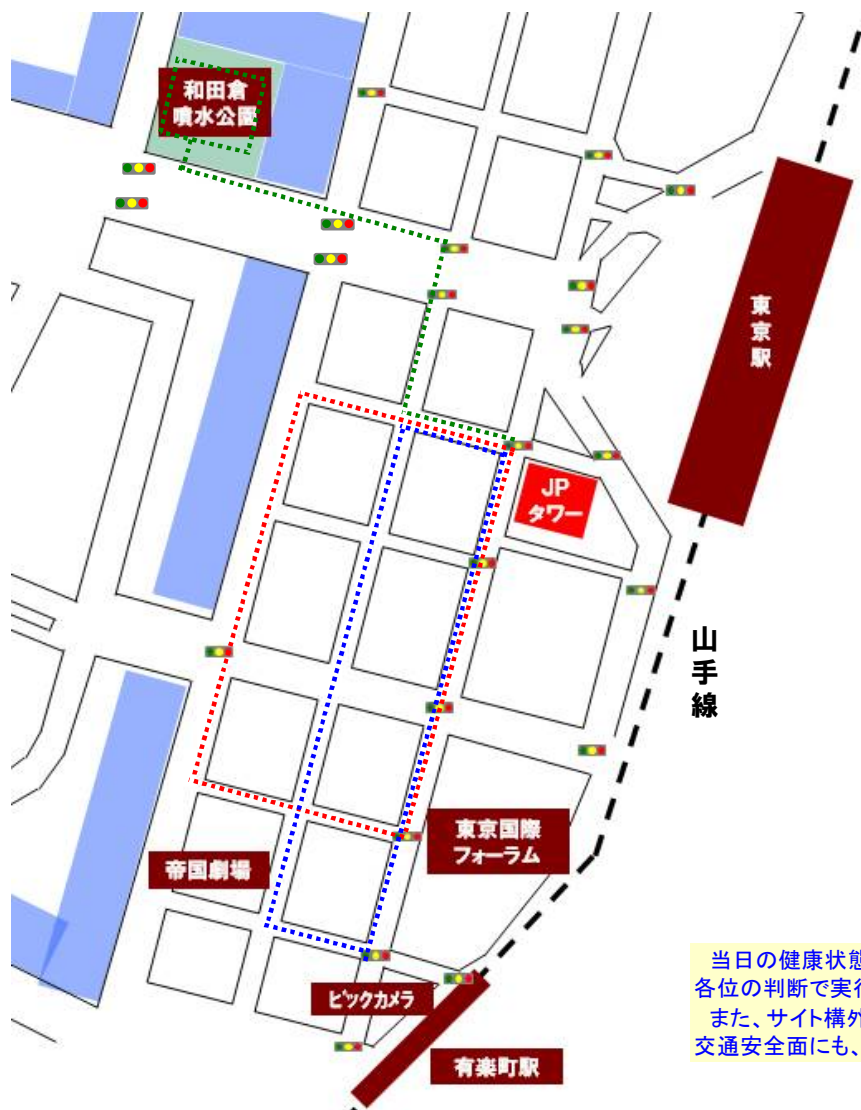 和田倉
噴水公園
東京駅
JP
タワー
山手線
東京国際
フォーラム
帝国劇場
ビックカメラ
有楽町駅
当日の健康状態
各位の判断で実行
また、サイト構外
交通安全面にも、